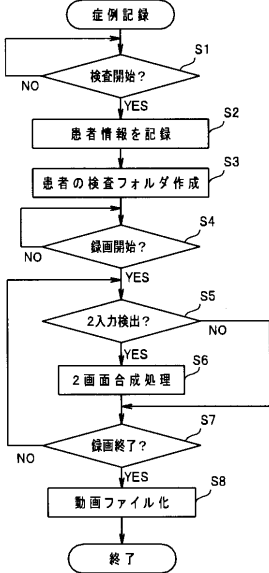 症例記録
S1
検査開始?
NO
YES
S2
患者情報を記録
S3
患者の検査フォルダ作成
S4
録画開始?
NO
YES
S5
2入力検出?
NO
YES
S6
2画面合成処理
S7
録画終了?
NO
YES
S8
動画ファイル化
終了